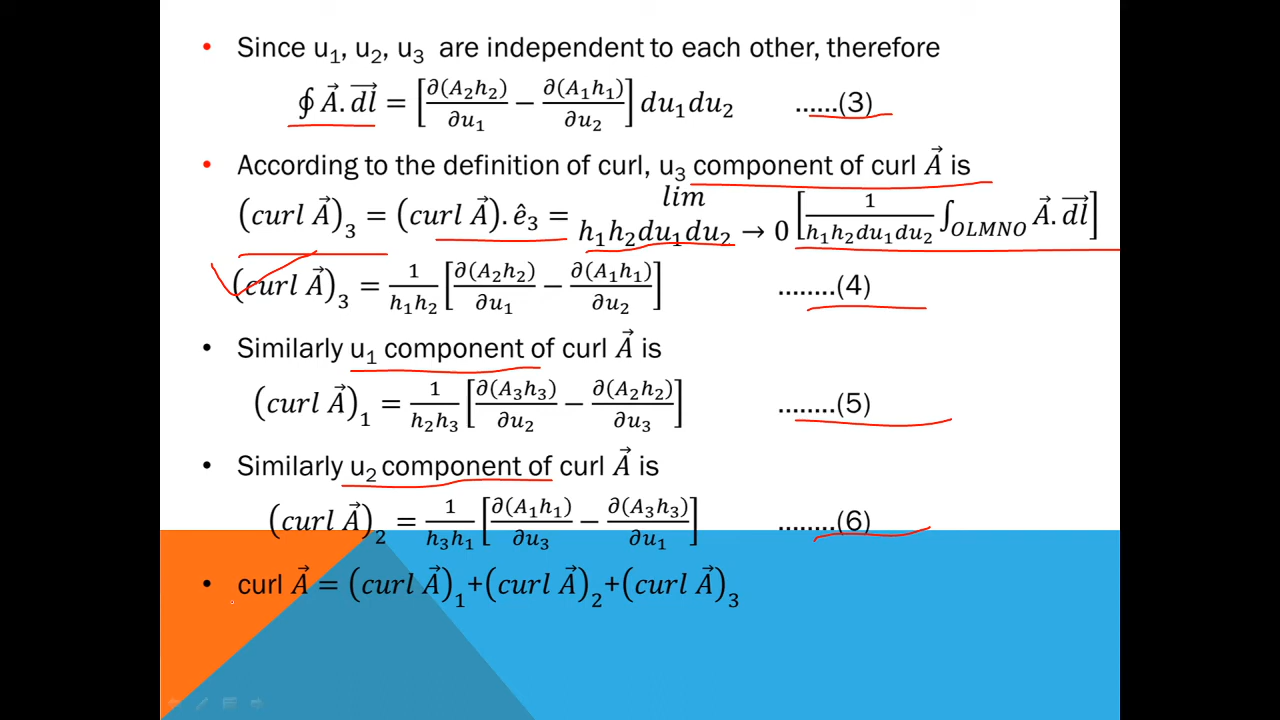 • Since u₁, u₂, u₃ are independent to each other, therefore
∮ A⃗. d⃗l = [∂(A₂h₂)/∂u₁ − ∂(A₁h₁)/∂u₂] du₁du₂ ......(3)
• According to the definition of curl, u₃ component of curl A⃗ is
(curl A⃗)₃ = (curl A⃗). ê₃ = lim h₁h₂du₁du₂ → 0 [1/(h₁h₂du₁du₂) ∫_OLMNO A⃗. d⃗l]
(curl A⃗)₃ = 1/(h₁h₂) [∂(A₂h₂)/∂u₁ − ∂(A₁h₁)/∂u₂] ........(4)
• Similarly u₁ component of curl A⃗ is
(curl A⃗)₁ = 1/(h₂h₃) [∂(A₃h₃)/∂u₂ − ∂(A₂h₂)/∂u₃] ........(5)
• Similarly u₂ component of curl A⃗ is
(curl A⃗)₂ = 1/(h₃h₁) [∂(A₁h₁)/∂u₃ − ∂(A₃h₃)/∂u₁] ........(6)
• curl A⃗ = (curl A⃗)₁+(curl A⃗)₂+(curl A⃗)₃